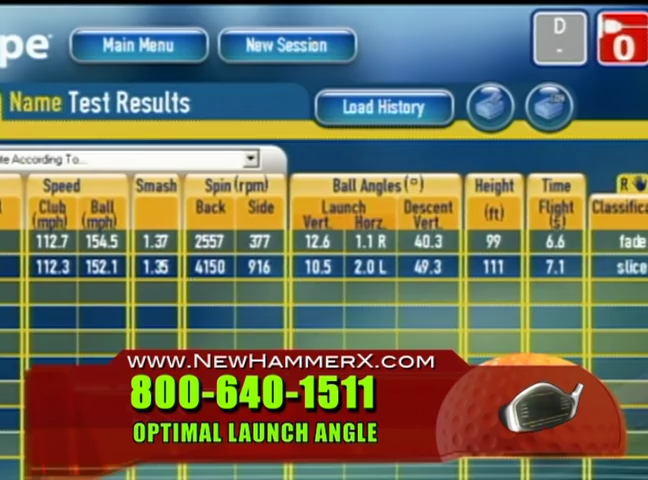 pe®
Main Menu
New Session
D
-
0
Name Test Results
Load History
te According To...
Speed Smash Spin (rpm) Ball Angles (°) Height Time R
Club (mph) Ball (mph) Back Side Launch Vert. Horz. Descent Vert. (ft) Flight (s) Classifica
112.7 154.5 1.37 2557 377 12.6 1.1 R 40.3 99 6.6 fade
112.3 152.1 1.35 4150 916 10.5 2.0 L 49.3 111 7.1 slice
www.NewHammerX.com
800-640-1511
OPTIMAL LAUNCH ANGLE